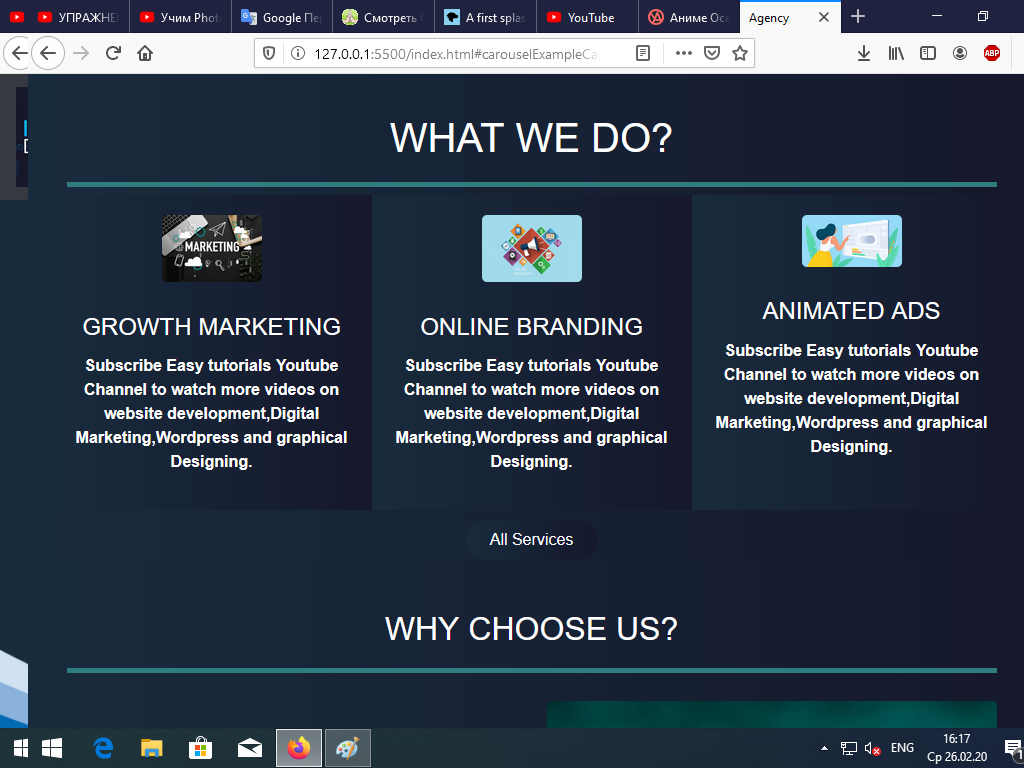 УПРАЖНЕ
Учим Phot
Google Пе
Смотреть
A first splas
YouTube
Аниме Осе
Agency
127.0.0.1:5500/index.html#carouselExampleCa
ABP
WHAT WE DO?
MARKETING
GROWTH MARKETING
Subscribe Easy tutorials Youtube
Channel to watch more videos on
website development,Digital
Marketing,Wordpress and graphical
Designing.
ONLINE BRANDING
Subscribe Easy tutorials Youtube
Channel to watch more videos on
website development,Digital
Marketing,Wordpress and graphical
Designing.
ANIMATED ADS
Subscribe Easy tutorials Youtube
Channel to watch more videos on
website development,Digital
Marketing,Wordpress and graphical
Designing.
All Services
WHY CHOOSE US?
ENG
16:17
Ср 26.02.20
1